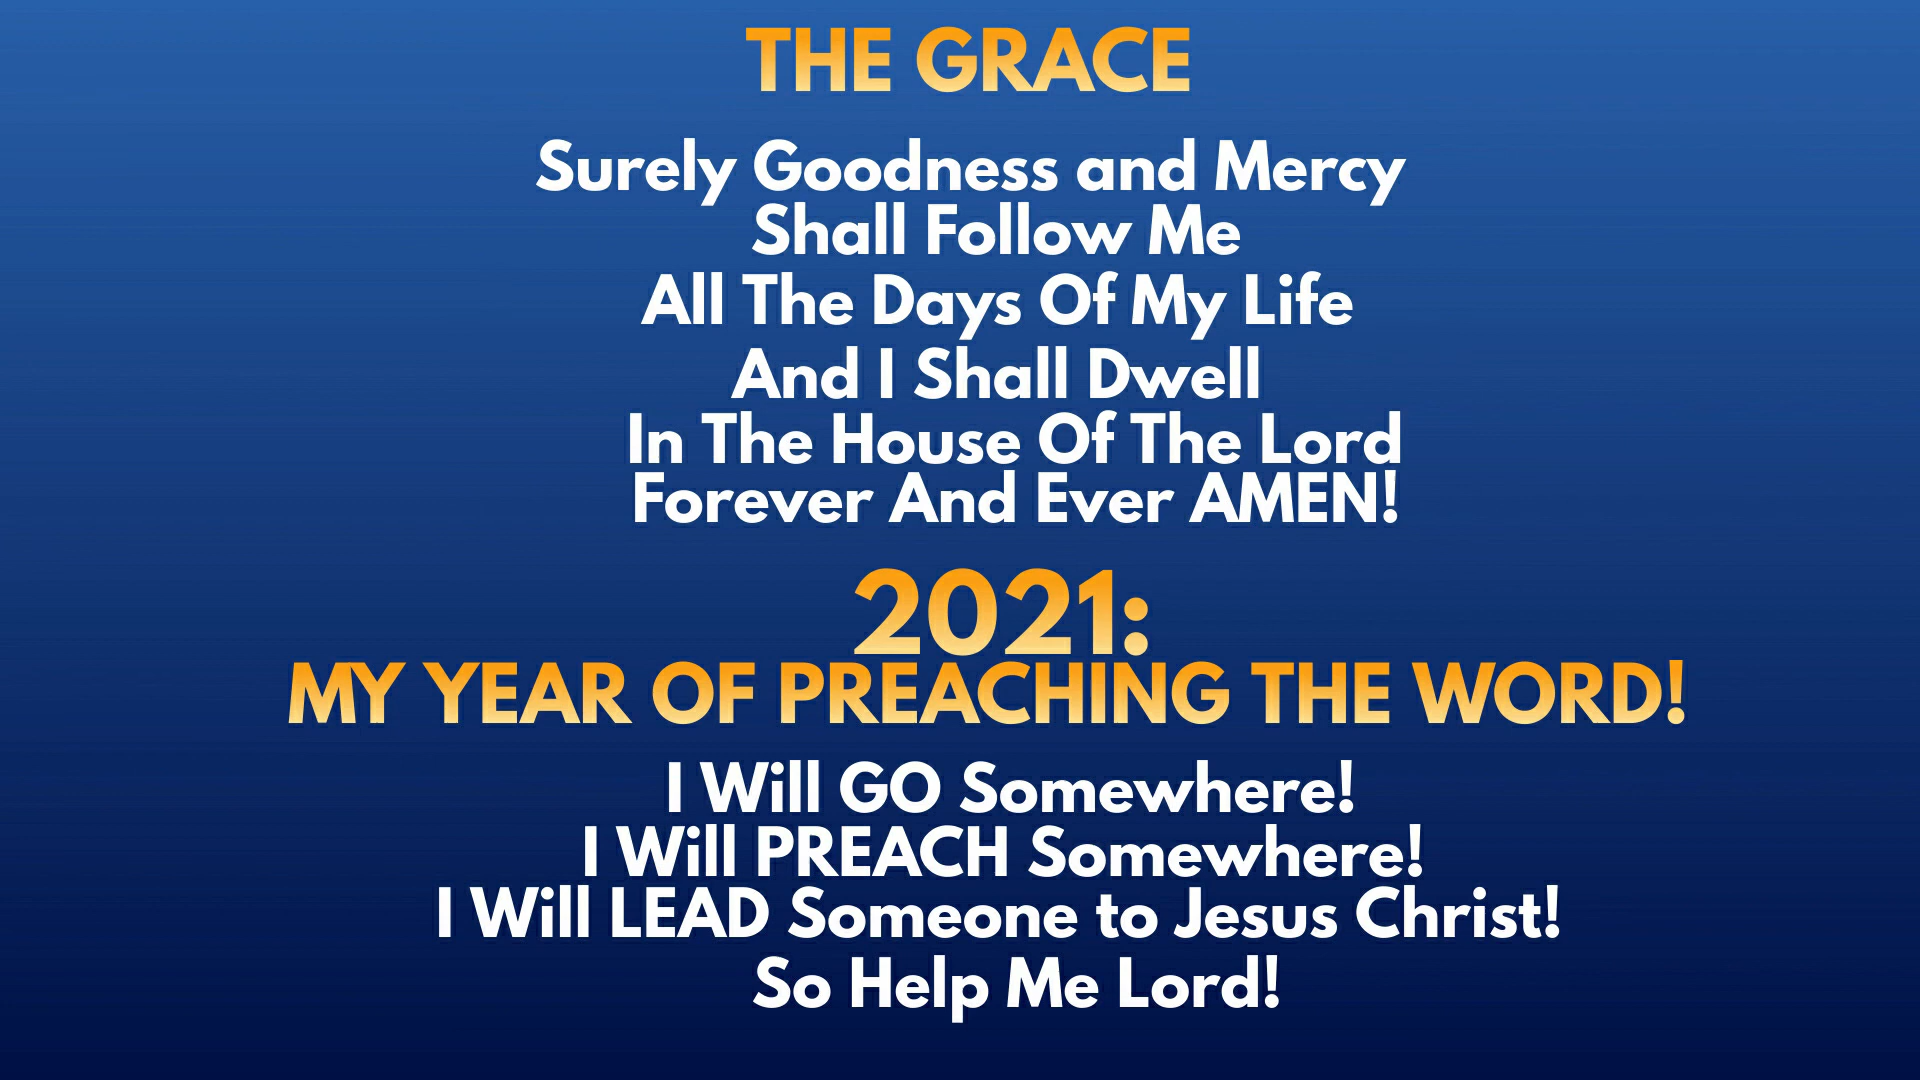 THE GRACE
Surely Goodness and Mercy
Shall Follow Me
All The Days Of My Life
And I Shall Dwell
In The House Of The Lord
Forever And Ever AMEN!
2021:
MY YEAR OF PREACHING THE WORD!
I Will GO Somewhere!
I Will PREACH Somewhere!
I Will LEAD Someone to Jesus Christ!
So Help Me Lord!